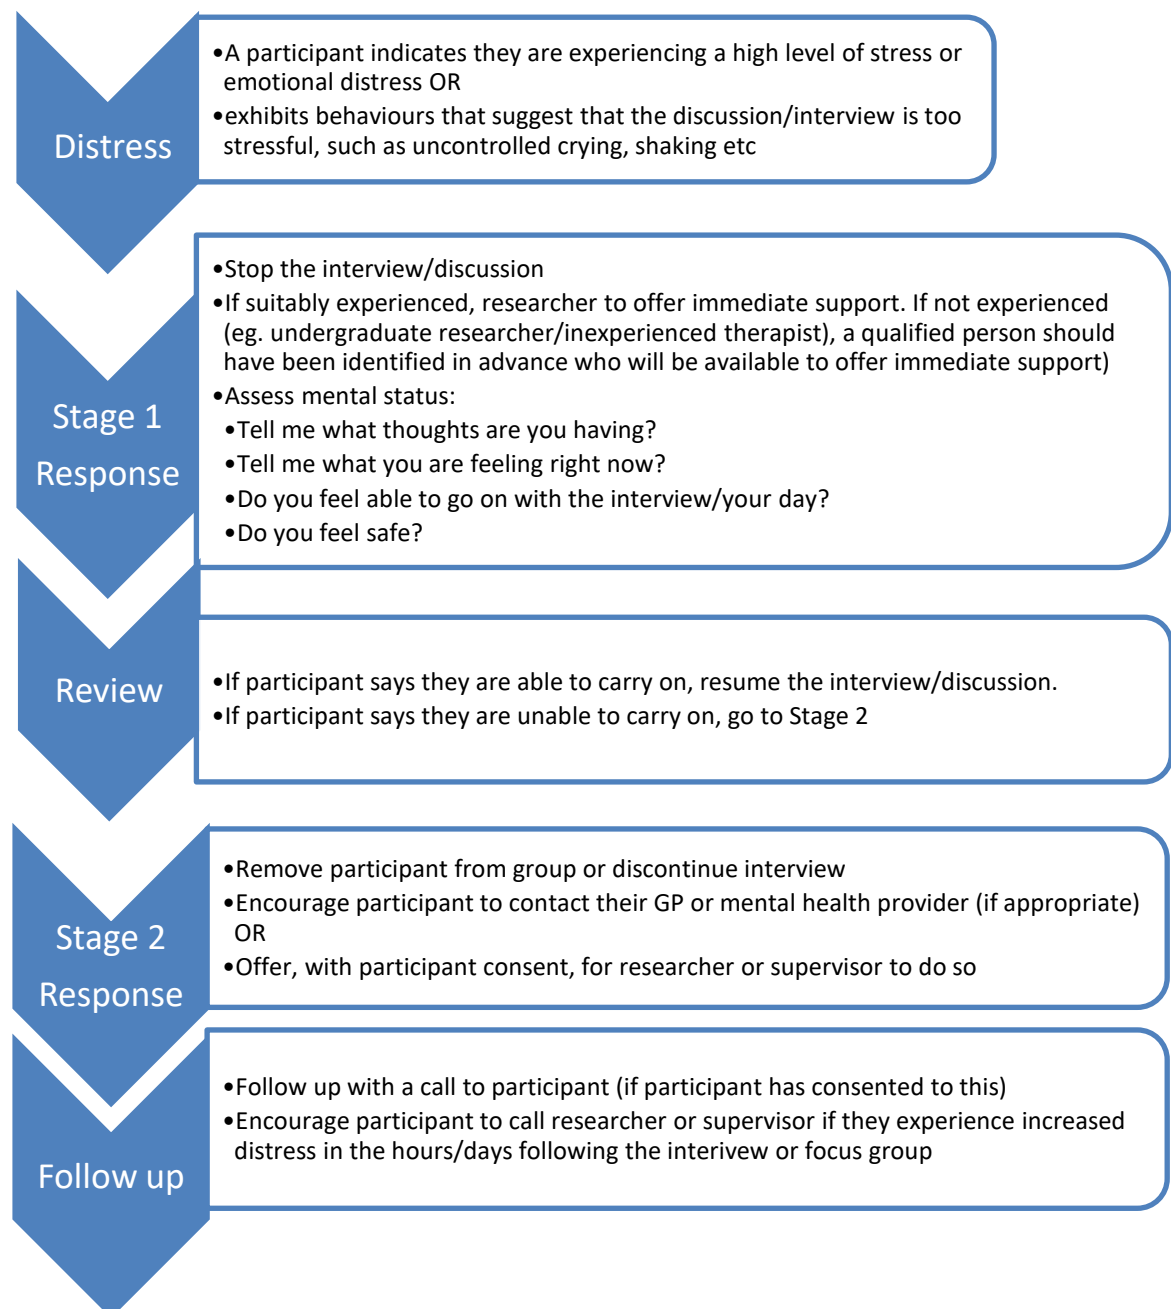 Distress
•A participant indicates they are experiencing a high level of stress or
emotional distress OR
•exhibits behaviours that suggest that the discussion/interview is too
stressful, such as uncontrolled crying, shaking etc
Stage 1
Response
•Stop the interview/discussion
•If suitably experienced, researcher to offer immediate support. If not experienced
(eg. undergraduate researcher/inexperienced therapist), a qualified person should
have been identified in advance who will be available to offer immediate support)
•Assess mental status:
•Tell me what thoughts are you having?
•Tell me what you are feeling right now?
•Do you feel able to go on with the interview/your day?
•Do you feel safe?
Review
•If participant says they are able to carry on, resume the interview/discussion.
•If participant says they are unable to carry on, go to Stage 2
Stage 2
Response
•Remove participant from group or discontinue interview
•Encourage participant to contact their GP or mental health provider (if appropriate)
OR
•Offer, with participant consent, for researcher or supervisor to do so
Follow up
•Follow up with a call to participant (if participant has consented to this)
•Encourage participant to call researcher or supervisor if they experience increased
distress in the hours/days following the interivew or focus group